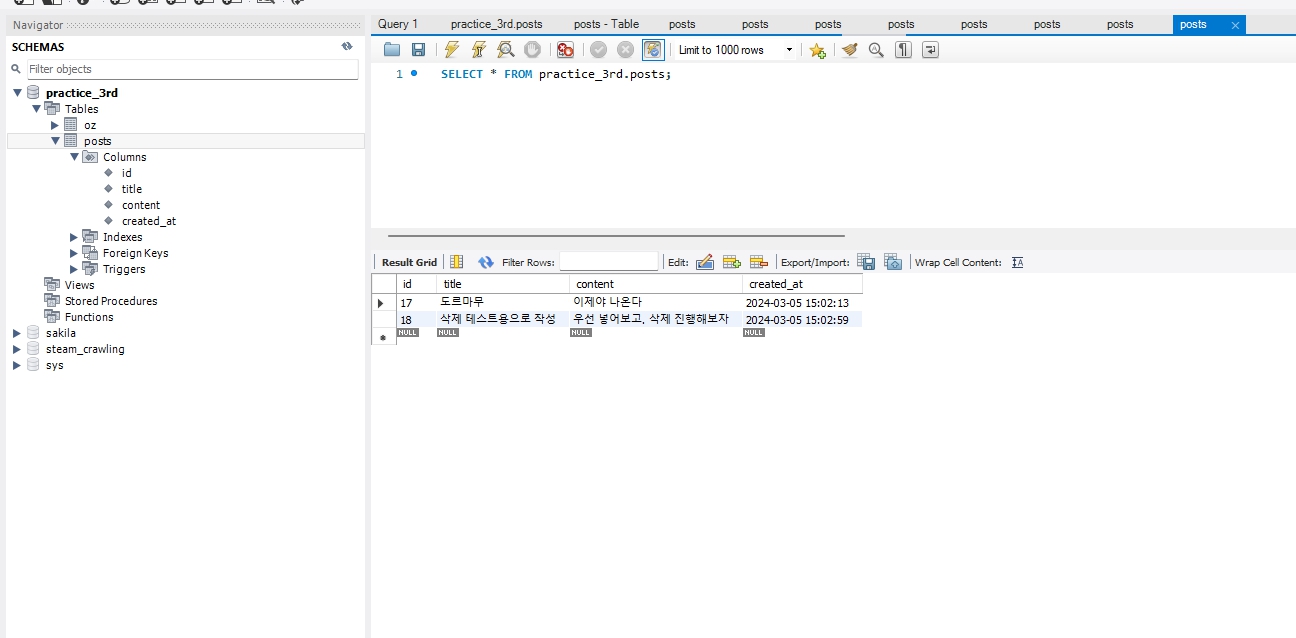 Navigator
SCHEMAS
Filter objects
practice_3rd
Tables
oz
posts
Columns
id
title
content
created_at
Indexes
Foreign Keys
Triggers
Views
Stored Procedures
Functions
sakila
steam_crawling
sys
Query 1 practice_3rd.posts posts - Table posts posts posts posts posts posts posts posts
Limit to 1000 rows
1 SELECT * FROM practice_3rd.posts;
Result Grid Filter Rows: Edit: Export/Import: Wrap Cell Content:
id title content created_at
17 도르마무 이제야 나온다 2024-03-05 15:02:13
18 삭제 테스트용으로 작성 우선 넣어보고, 삭제 진행해보자 2024-03-05 15:02:59
NULL NULL NULL NULL